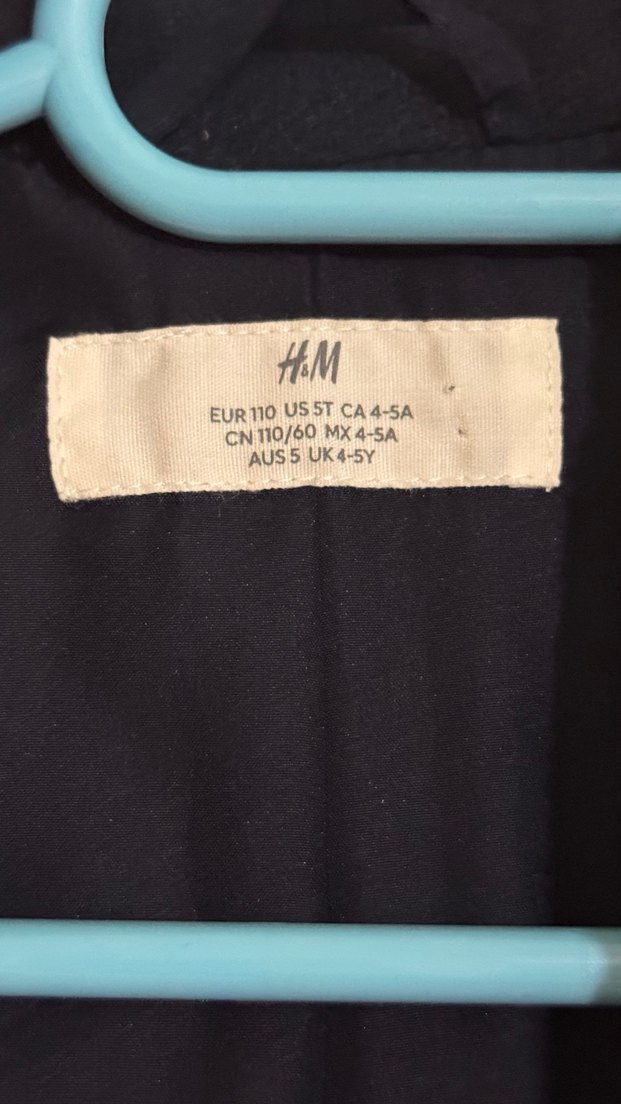 H&M
EUR 110 US 5T CA 4-5A
CN 110/60 MX 4-5A
AUS 5 UK 4-5Y